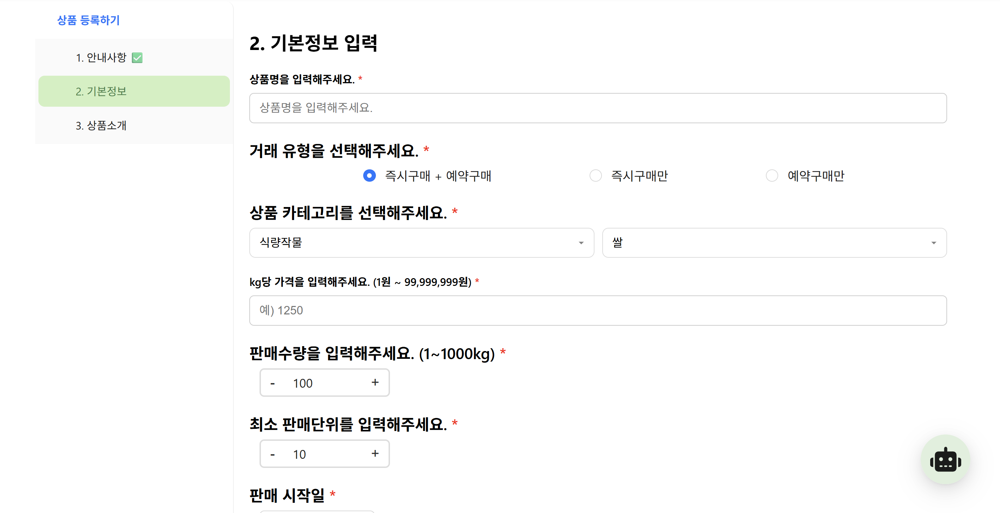 상품 등록하기
1. 안내사항 ✅
2. 기본정보
3. 상품소개
2. 기본정보 입력
상품명을 입력해주세요. *
상품명을 입력해주세요.
거래 유형을 선택해주세요. *
즉시구매 + 예약구매 즉시구매만 예약구매만
상품 카테고리를 선택해주세요. *
식량작물 쌀
kg당 가격을 입력해주세요. (1원 ~ 99,999,999원) *
예) 1250
판매수량을 입력해주세요. (1~1000kg) *
- 100 +
최소 판매단위를 입력해주세요. *
- 10 +
판매 시작일 *